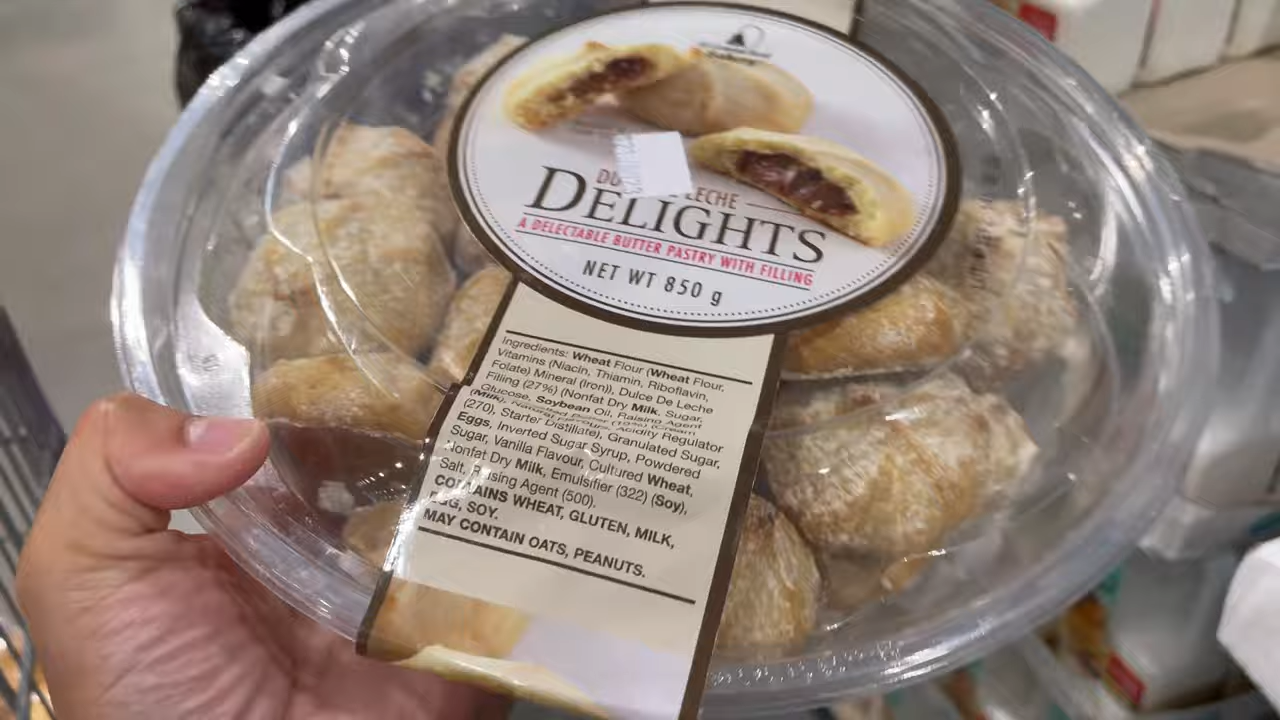 LECHE
DELIGHTS
A DELECTABLE BUTTER PASTRY WITH FILLING
NET WT 850 g
Ingredients: Wheat Flour (Wheat Flour,
Vitamins (Niacin, Thiamin, Riboflavin,
Folate) Mineral (Iron)), Dulce De Leche
Filling (27%) (Nonfat Dry Milk, Sugar,
Glucose, Soybean Oil, Raising Agent
(Milk), Natural Flavours, Acidity Regulator
(270), Starter Distillate), Granulated Sugar,
Eggs, Inverted Sugar Syrup, Powdered
Sugar, Vanilla Flavour, Cultured Wheat,
Nonfat Dry Milk, Emulsifier (322) (Soy),
Salt, Raising Agent (500).
CONTAINS WHEAT, GLUTEN, MILK,
EGG, SOY.
MAY CONTAIN OATS, PEANUTS.